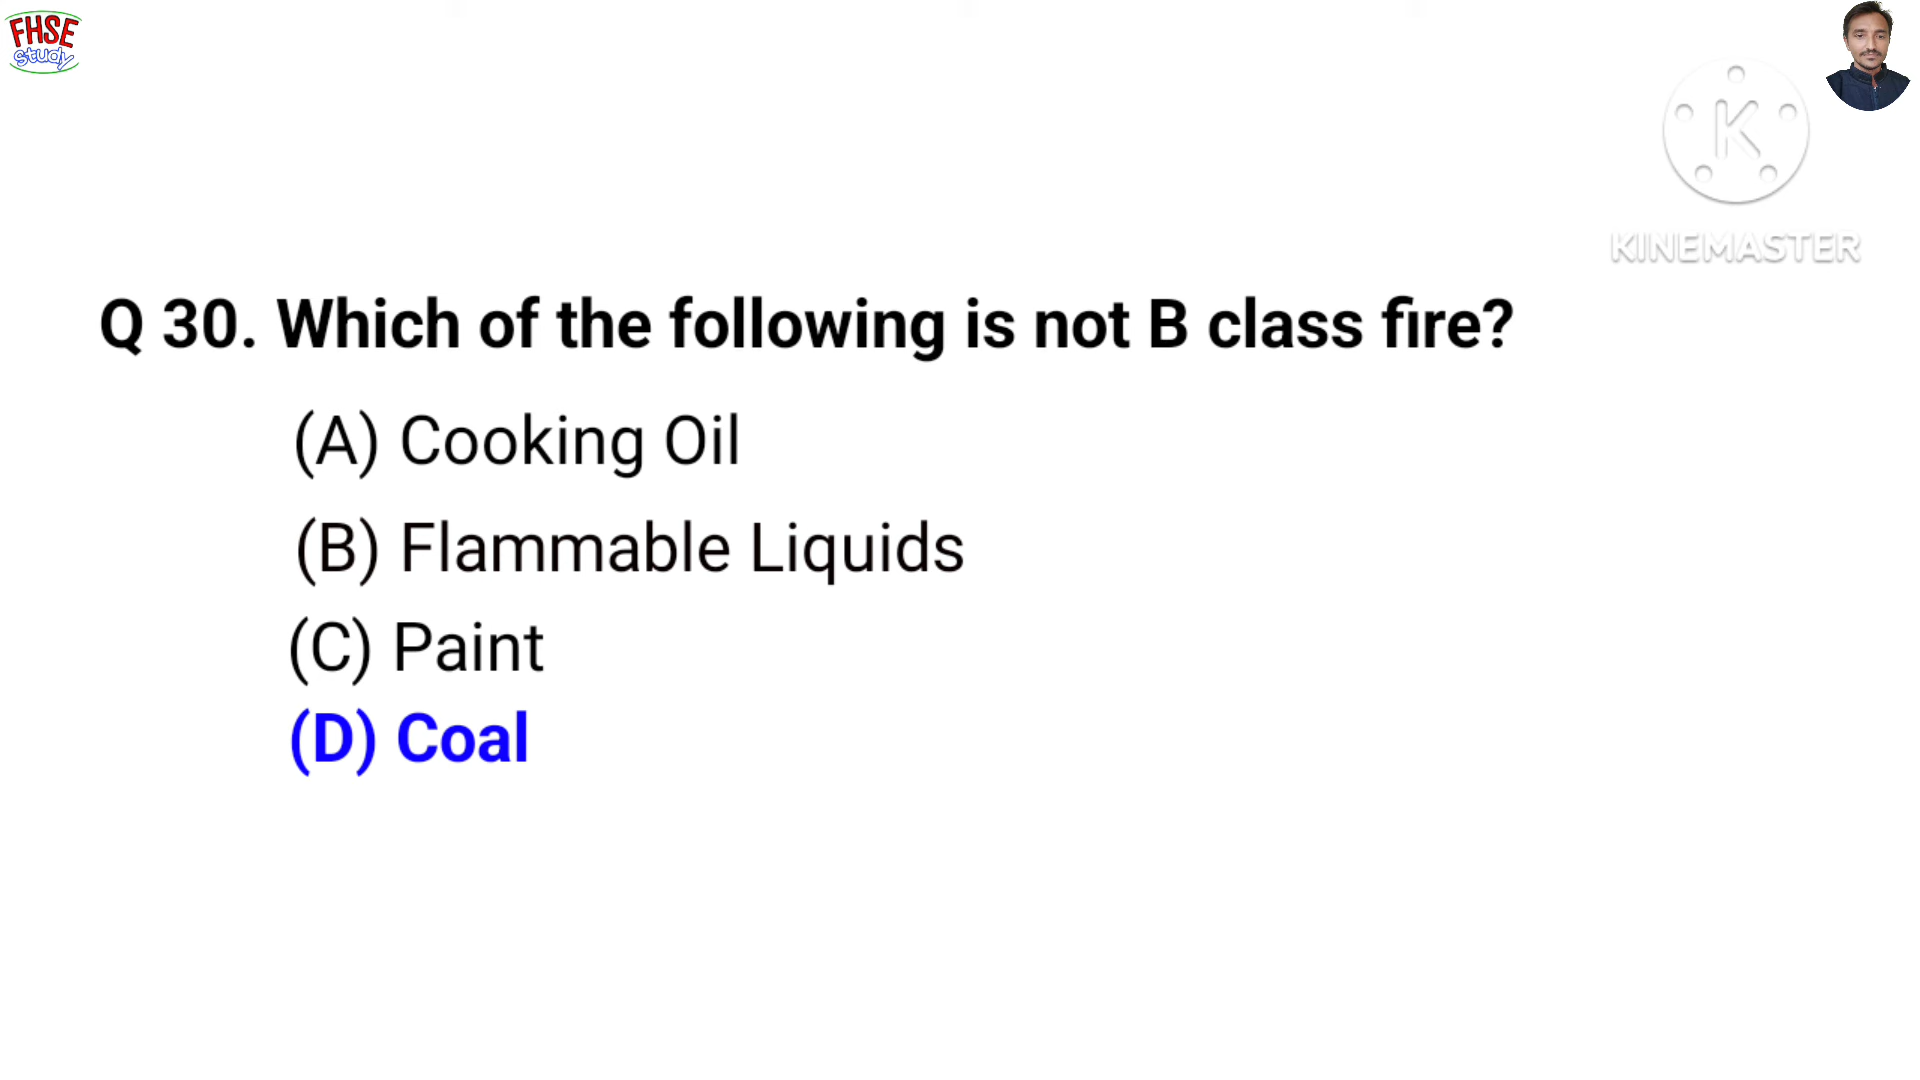 FHSE
Study
KINEMASTER
Q 30. Which of the following is not B class fire?
(A) Cooking Oil
(B) Flammable Liquids
(C) Paint
(D) Coal